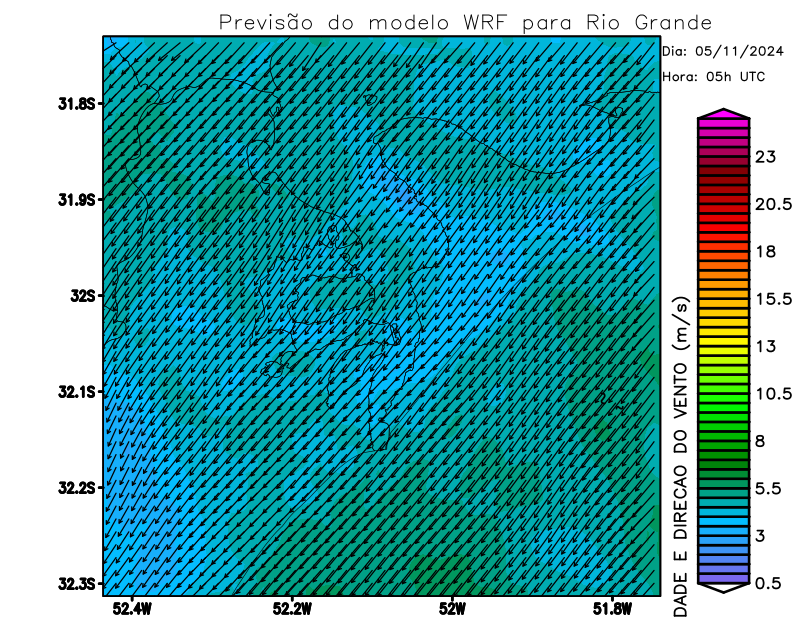 Previsão do modelo WRF para Rio Grande
Dia: 05/11/2024
Hora: 05h UTC
31.8S
31.9S
32S
32.1S
32.2S
32.3S
52.4W
52.2W
52W
51.8W
23
20.5
18
15.5
13
10.5
8
5.5
3
0.5
DADE E DIRECAO DO VENTO (m/s)